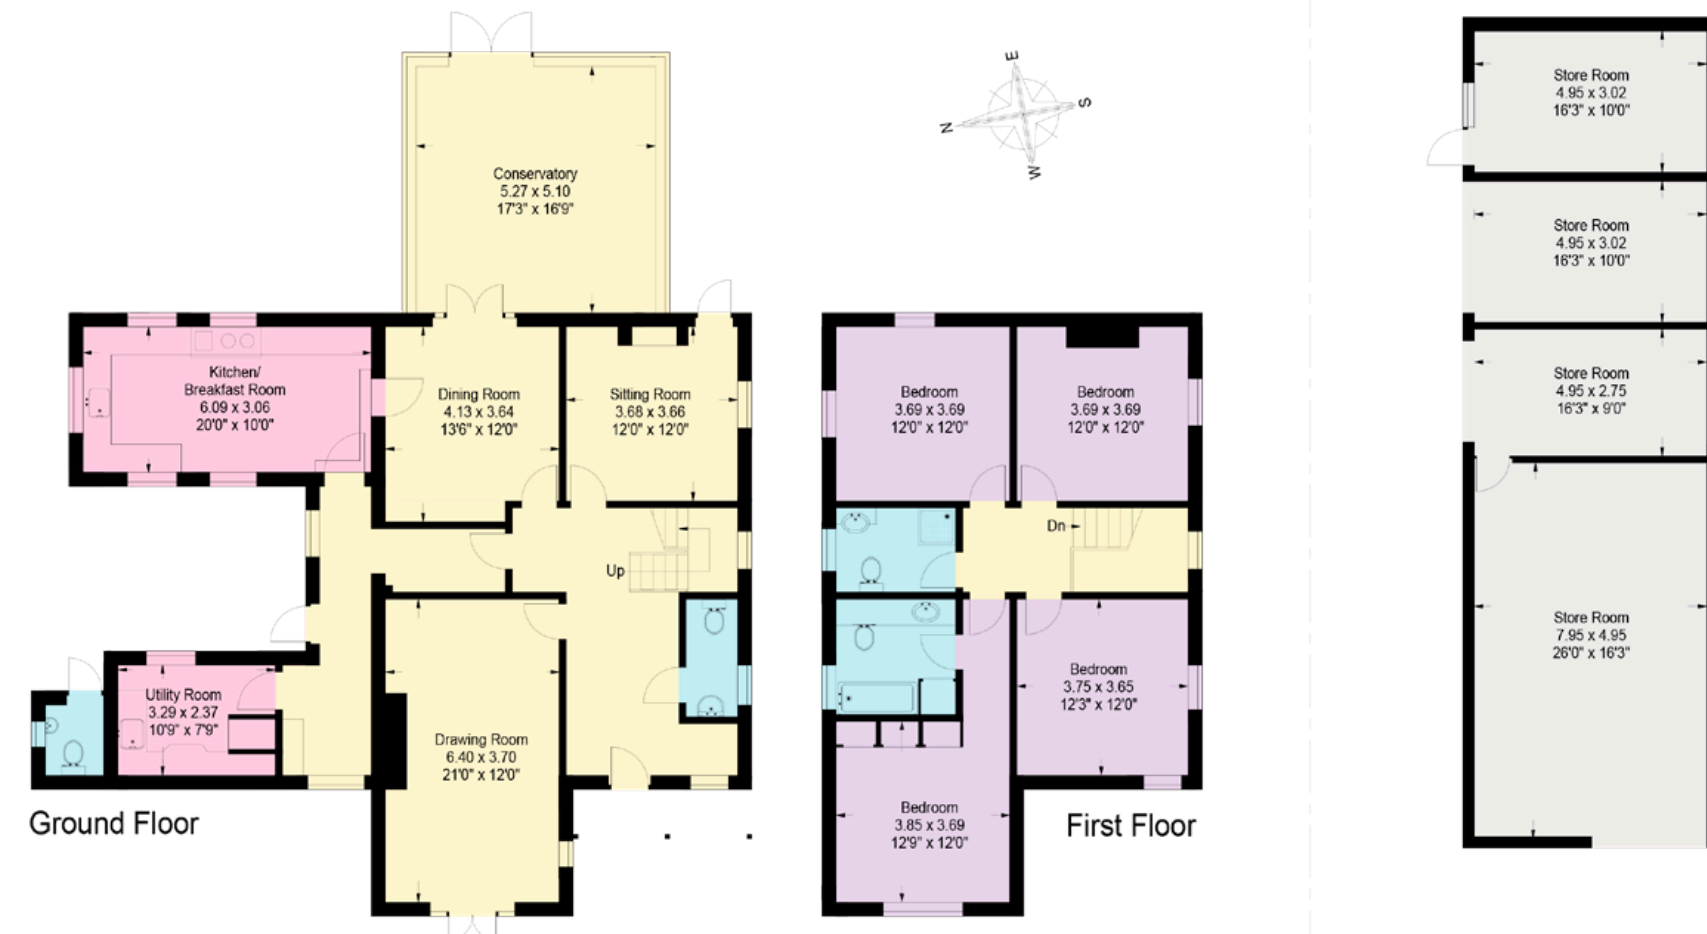 E
S
N
W
Store Room
4.95 x 3.02
16'3" x 10'0"
Conservatory
5.27 x 5.10
17'3" x 16'9"
Store Room
4.95 x 3.02
16'3" x 10'0"
Kitchen/
Breakfast Room
6.09 x 3.06
20'0" x 10'0"
Dining Room
4.13 x 3.64
13'6" x 12'0"
Sitting Room
3.68 x 3.66
12'0" x 12'0"
Bedroom
3.69 x 3.69
12'0" x 12'0"
Bedroom
3.69 x 3.69
12'0" x 12'0"
Store Room
4.95 x 2.75
16'3" x 9'0"
Up
Dn
Utility Room
3.29 x 2.37
10'9" x 7'9"
Drawing Room
6.40 x 3.70
21'0" x 12'0"
Bedroom
3.75 x 3.65
12'3" x 12'0"
Store Room
7.95 x 4.95
26'0" x 16'3"
Bedroom
3.85 x 3.69
12'9" x 12'0"
Ground Floor
First Floor